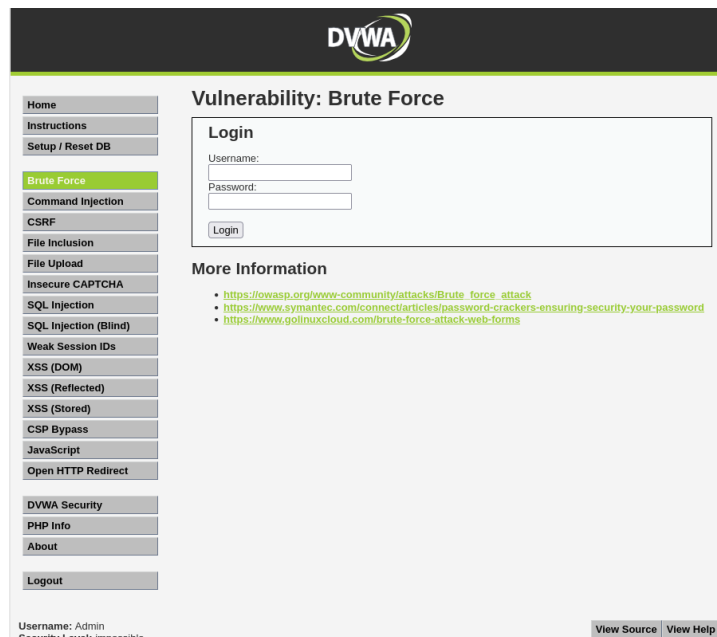 DVWA
Home
Instructions
Setup / Reset DB
Brute Force
Command Injection
CSRF
File Inclusion
File Upload
Insecure CAPTCHA
SQL Injection
SQL Injection (Blind)
Weak Session IDs
XSS (DOM)
XSS (Reflected)
XSS (Stored)
CSP Bypass
JavaScript
Open HTTP Redirect
DVWA Security
PHP Info
About
Logout
Vulnerability: Brute Force
Login
Username:
Password:
Login
More Information
https://owasp.org/www-community/attacks/Brute_force_attack
https://www.symantec.com/connect/articles/password-crackers-ensuring-security-your-password
https://www.golinuxcloud.com/brute-force-attack-web-forms
Username: Admin
Security Level: impossible
View Source View Help